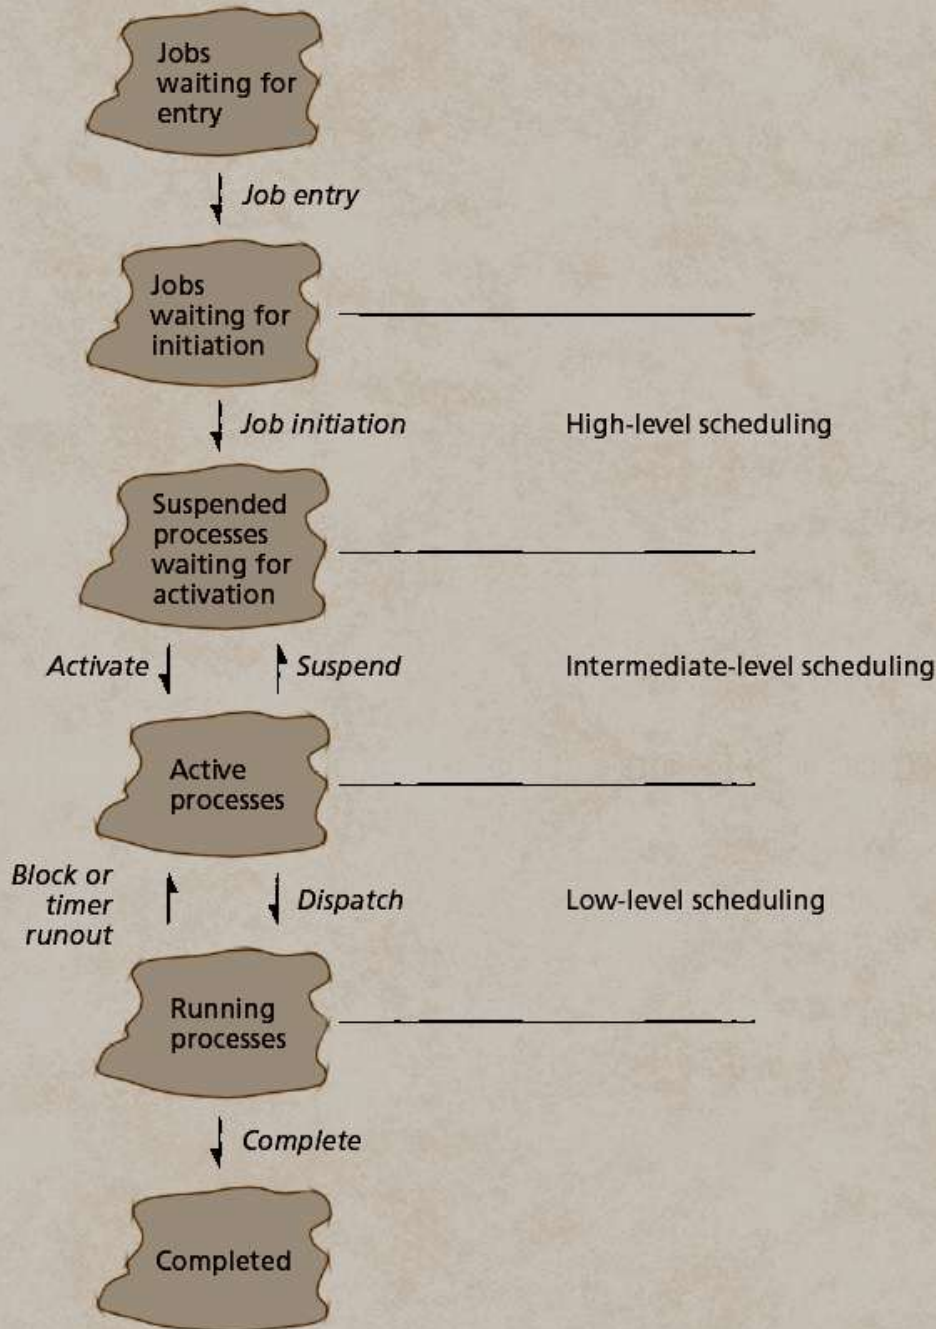 Jobs
waiting for
entry
Job entry
Jobs
waiting for
initiation
Job initiation
High-level scheduling
Suspended
processes
waiting for
activation
Activate
Suspend
Intermediate-level scheduling
Active
processes
Block or
timer
runout
Dispatch
Low-level scheduling
Running
processes
Complete
Completed